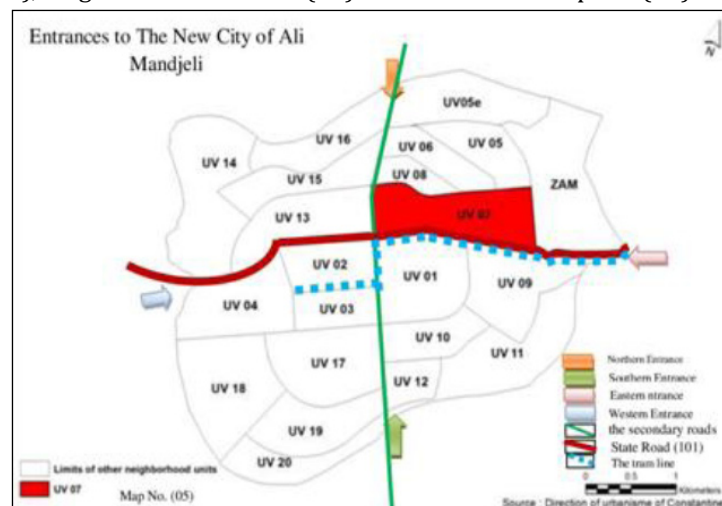 Entrances to The New City of Ali
Mandjeli
N
UV05e
UV 16
UV 06
UV 05
UV 14
UV 08
UV 15
ZAM
UV 07
UV 13
UV 02
UV 01
UV 09
UV 04
UV 03
UV 10
UV 17
UV 11
UV 18
UV 12
UV 19
UV 20
Northern Entrance
Southern Entrance
Eastern ntrance
Western Entrance
the secondary roads
State Road (101)
The tram line
Limits of other neighborhood units
UV 07
Map No. (05)
0 0.5 1
Kilometers
Source : Direction of urbanisme of Constantine